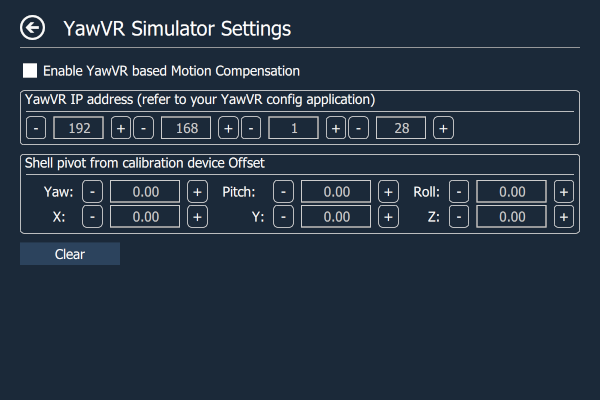 YawVR Simulator Settings
Enable YawVR based Motion Compensation
YawVR IP address (refer to your YawVR config application)
- 192 + - 168 + - 1 + - 28 +
Shell pivot from calibration device Offset
Yaw: - 0.00 + Pitch: - 0.00 + Roll: - 0.00 +
X: - 0.00 + Y: - 0.00 + Z: - 0.00 +
Clear